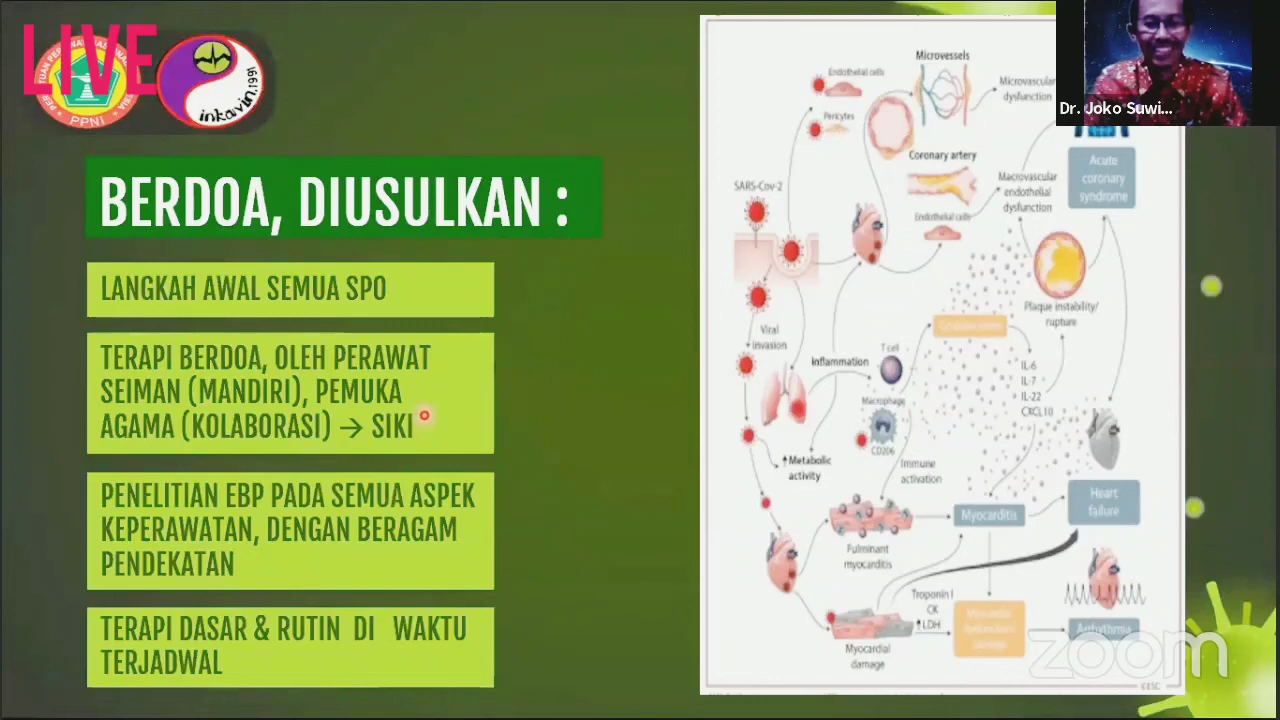 LIVE
PPNI
inkavin.1991
Dr. Joko Suwi...
BERDOA, DIUSULKAN :
LANGKAH AWAL SEMUA SPO
TERAPI BERDOA, OLEH PERAWAT
SEIMAN (MANDIRI), PEMUKA
AGAMA (KOLABORASI) → SIKI
PENELITIAN EBP PADA SEMUA ASPEK
KEPERAWATAN, DENGAN BERAGAM
PENDEKATAN
TERAPI DASAR & RUTIN DI WAKTU
TERJADWAL
Microvessels
Endothelial cells
Microvascular
dysfunction
Pericytes
Coronary artery
SARS-Cov-2
Macrovascular
endothelial
dysfunction
Acute
coronary
syndrome
Endothelial cells
Plaque instability/
rupture
Viral
invasion
Inflammation
T cell
IL-6
IL-7
IL-22
CXCL10
Macrophage
CD206
↑ Metabolic
activity
Immune
activation
Myocarditis
Heart
failure
Fulminant
myocarditis
Troponin I
CK
↑ LDH
Arrhythmia
Myocardial
damage
zoom
©ESC